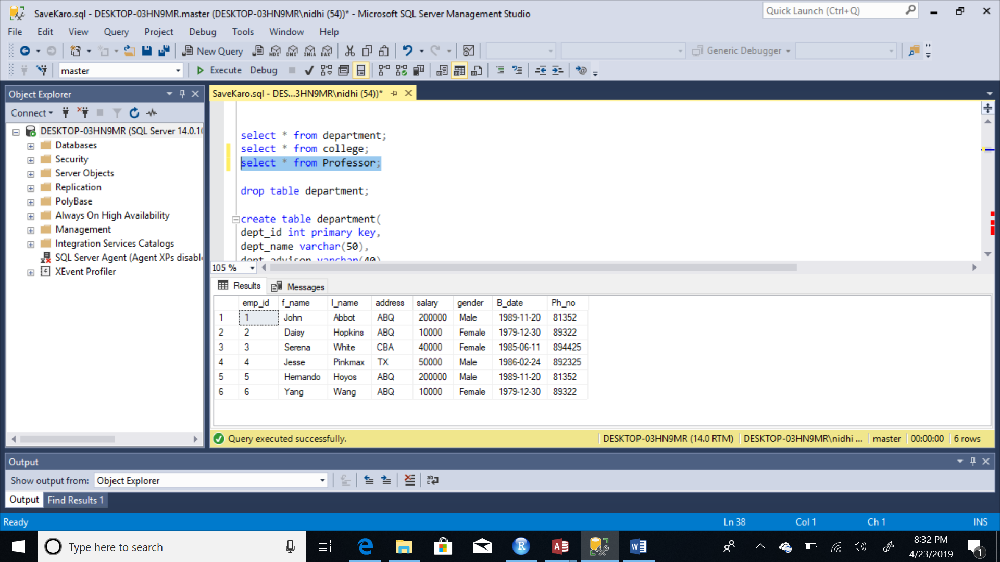 SaveKaro.sql - DESKTOP-03HN9MR.master (DESKTOP-03HN9MR\nidhi (54))* - Microsoft SQL Server Management Studio
Quick Launch (Ctrl+Q)
File Edit View Query Project Debug Tools Window Help
New Query MDX DMX XMLA DAX Generic Debugger
master Execute Debug
Object Explorer
SaveKaro.sql - DES...3HN9MR\nidhi (54))*
Connect
DESKTOP-03HN9MR (SQL Server 14.0.10
Databases
Security
Server Objects
Replication
PolyBase
Always On High Availability
Management
Integration Services Catalogs
SQL Server Agent (Agent XPs disabl
XEvent Profiler
select * from department;
select * from college;
select * from Professor;
drop table department;
create table department(
dept_id int primary key,
dept_name varchar(50),
dept_advisor varchar(40)
105 %
Results Messages
emp_id f_name l_name address salary gender B_date Ph_no
1 1 John Abbot ABQ 200000 Male 1989-11-20 81352
2 2 Daisy Hopkins ABQ 10000 Female 1979-12-30 89322
3 3 Serena White CBA 40000 Female 1985-06-11 894425
4 4 Jesse Pinkmax TX 50000 Male 1986-02-24 892325
5 5 Hernando Hoyos ABQ 200000 Male 1989-11-20 81352
6 6 Yang Wang ABQ 10000 Female 1979-12-30 89322
Query executed successfully. DESKTOP-03HN9MR (14.0 RTM) DESKTOP-03HN9MR\nidhi ... master 00:00:00 6 rows
Output
Show output from: Object Explorer
Output Find Results 1
Ready Ln 38 Col 1 Ch 1 INS
Type here to search
8:32 PM
4/23/2019
1